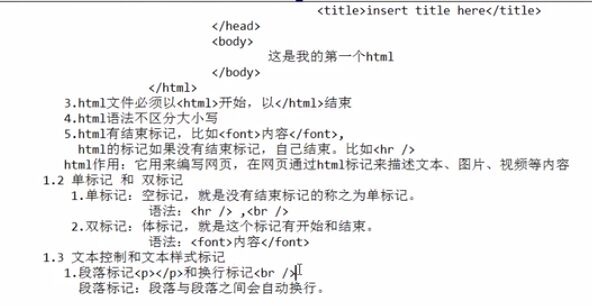 <title>insert title here</title>
</head>
<body>
这是我的第一个html
</body>
</html>
3.html文件必须以<html>开始，以</html>结束
4.html语法不区分大小写
5.html有结束标记，比如<font>内容</font>,
html的标记如果没有结束标记，自己结束。比如<hr />
html作用：它用来编写网页，在网页通过html标记来描述文本、图片、视频等内容
1.2 单标记 和 双标记
1.单标记：空标记，就是没有结束标记的称之为单标记。
语法：<hr /> ,<br />
2.双标记：体标记，就是这个标记有开始和结束。
语法：<font>内容</font>
1.3 文本控制和文本样式标记
1.段落标记<p></p>和换行标记<br />
段落标记：段落与段落之间会自动换行。